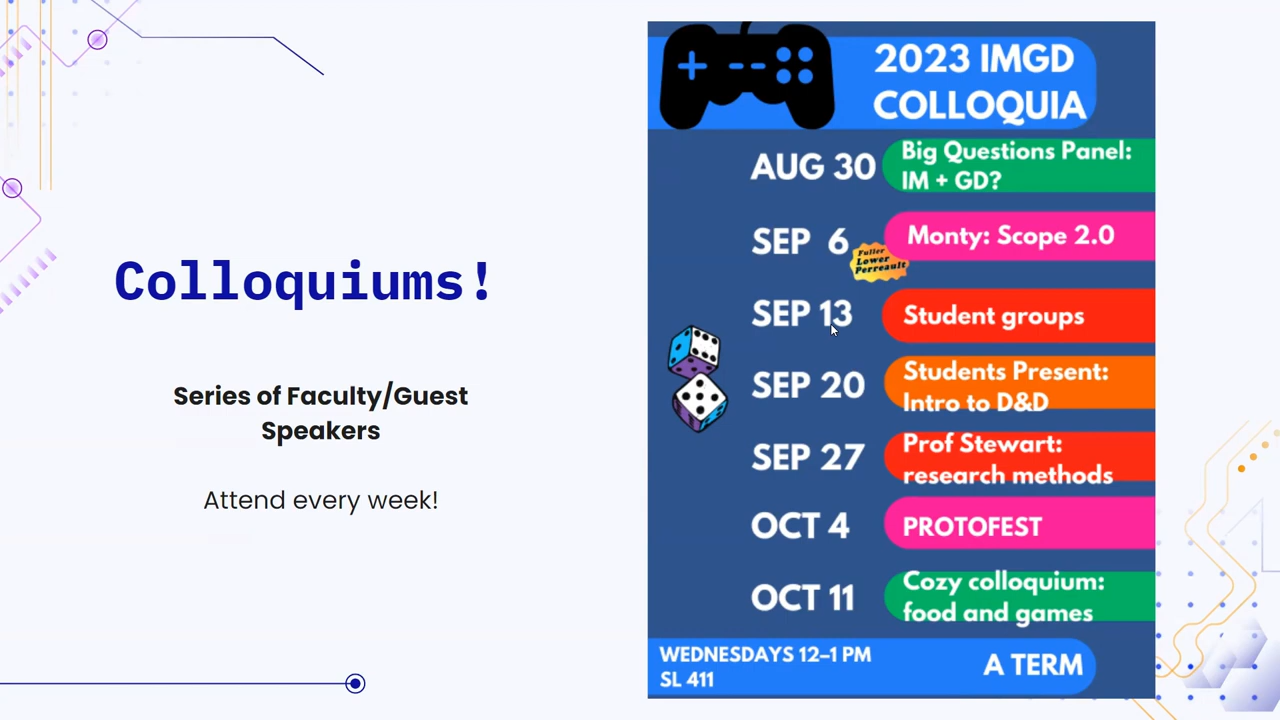 Colloquiums!
Series of Faculty/Guest
Speakers
Attend every week!
2023 IMGD
COLLOQUIA
AUG 30
Big Questions Panel:
IM + GD?
SEP 6
Fuller
Lower
Perreault
Monty: Scope 2.0
SEP 13
Student groups
SEP 20
Students Present:
Intro to D&D
SEP 27
Prof Stewart:
research methods
OCT 4
PROTOFEST
OCT 11
Cozy colloquium:
food and games
WEDNESDAYS 12–1 PM
SL 411
A TERM